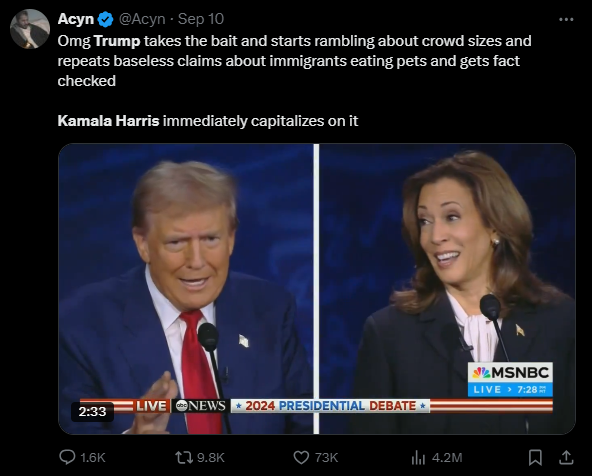 Acyn @Acyn · Sep 10
Omg Trump takes the bait and starts rambling about crowd sizes and
repeats baseless claims about immigrants eating pets and gets fact
checked
Kamala Harris immediately capitalizes on it
MSNBC
LIVE > 7:28
2:33
LIVE abc NEWS ★ 2024 PRESIDENTIAL DEBATE ★
1.6K 9.8K 73K 4.2M